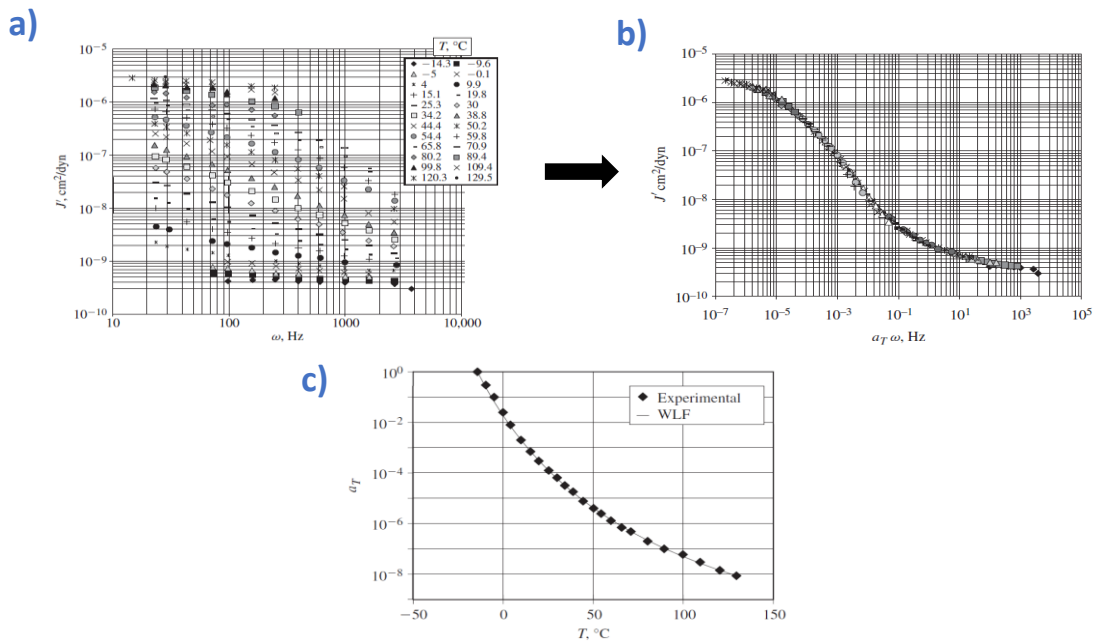 a)
10⁻⁵
10⁻⁶
10⁻⁷
10⁻⁸
10⁻⁹
10⁻¹⁰
J′, cm²/dyn
10 100 1000 10,000
ω, Hz
T, °C
−14.3 −9.6
−5 −0.1
4 9.9
15.1 19.8
25.3 30
34.2 38.8
44.4 50.2
54.4 59.8
65.8 70.9
80.2 89.4
99.8 109.4
120.3 129.5
b)
10⁻⁵
10⁻⁶
10⁻⁷
10⁻⁸
10⁻⁹
10⁻¹⁰
J′ cm²/dyn
10⁻⁷ 10⁻⁵ 10⁻³ 10⁻¹ 10¹ 10³ 10⁵
a_T ω, Hz
c)
10⁰
10⁻²
10⁻⁴
10⁻⁶
10⁻⁸
a_T
Experimental
WLF
−50 0 50 100 150
T, °C